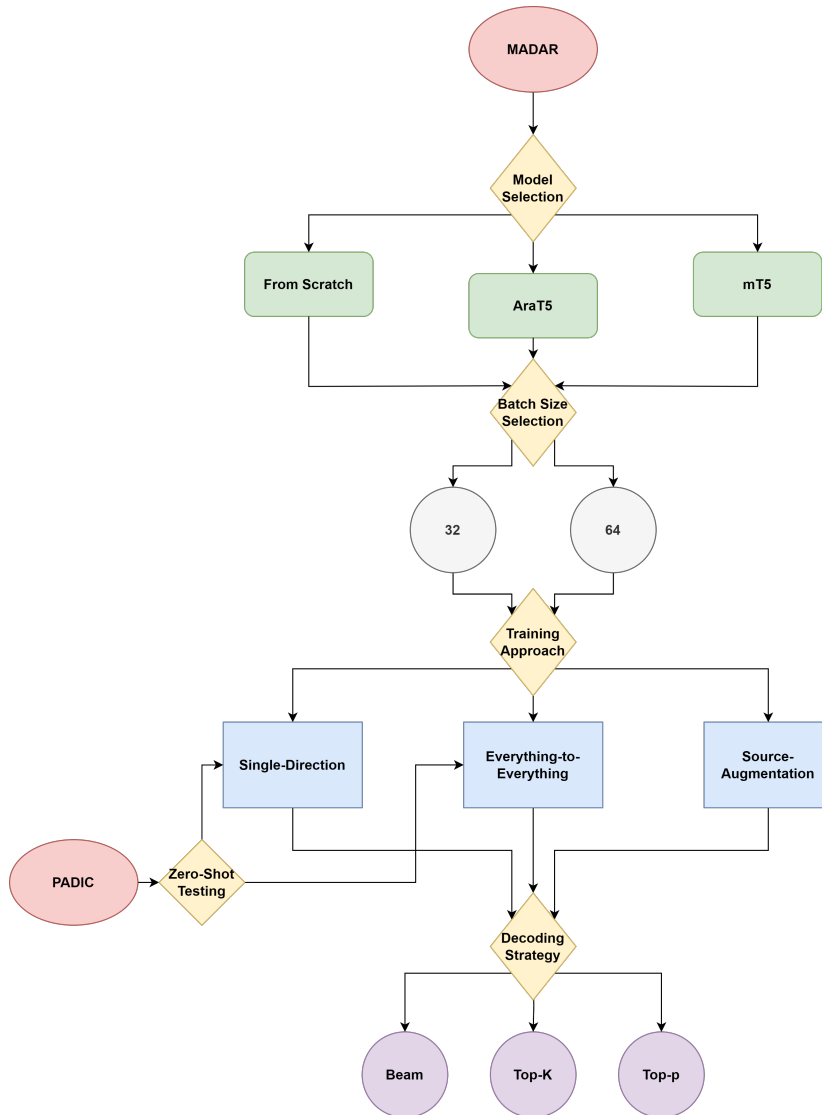 MADAR
Model
Selection
From Scratch
AraT5
mT5
Batch Size
Selection
32
64
Training
Approach
Single-Direction
Everything-to-
Everything
Source-
Augmentation
PADIC
Zero-Shot
Testing
Decoding
Strategy
Beam
Top-K
Top-p